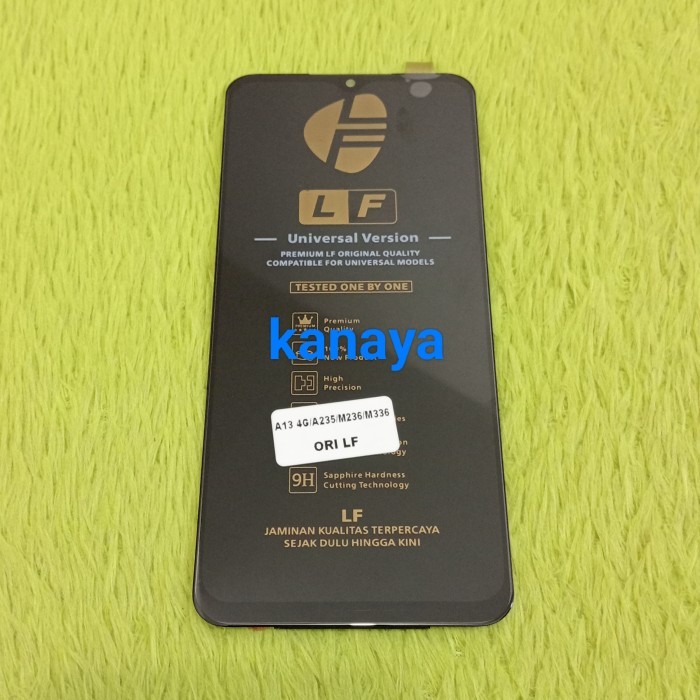 LF
Universal Version
PREMIUM LF ORIGINAL QUALITY
COMPATIBLE FOR UNIVERSAL MODELS
TESTED ONE BY ONE
PREMIUM
Premium
Quality
kanaya
High
Precision
A13 4G/A235/M236/M336
ORI LF
9H
Sapphire Hardness
Cutting Technology
LF
JAMINAN KUALITAS TERPERCAYA
SEJAK DULU HINGGA KINI